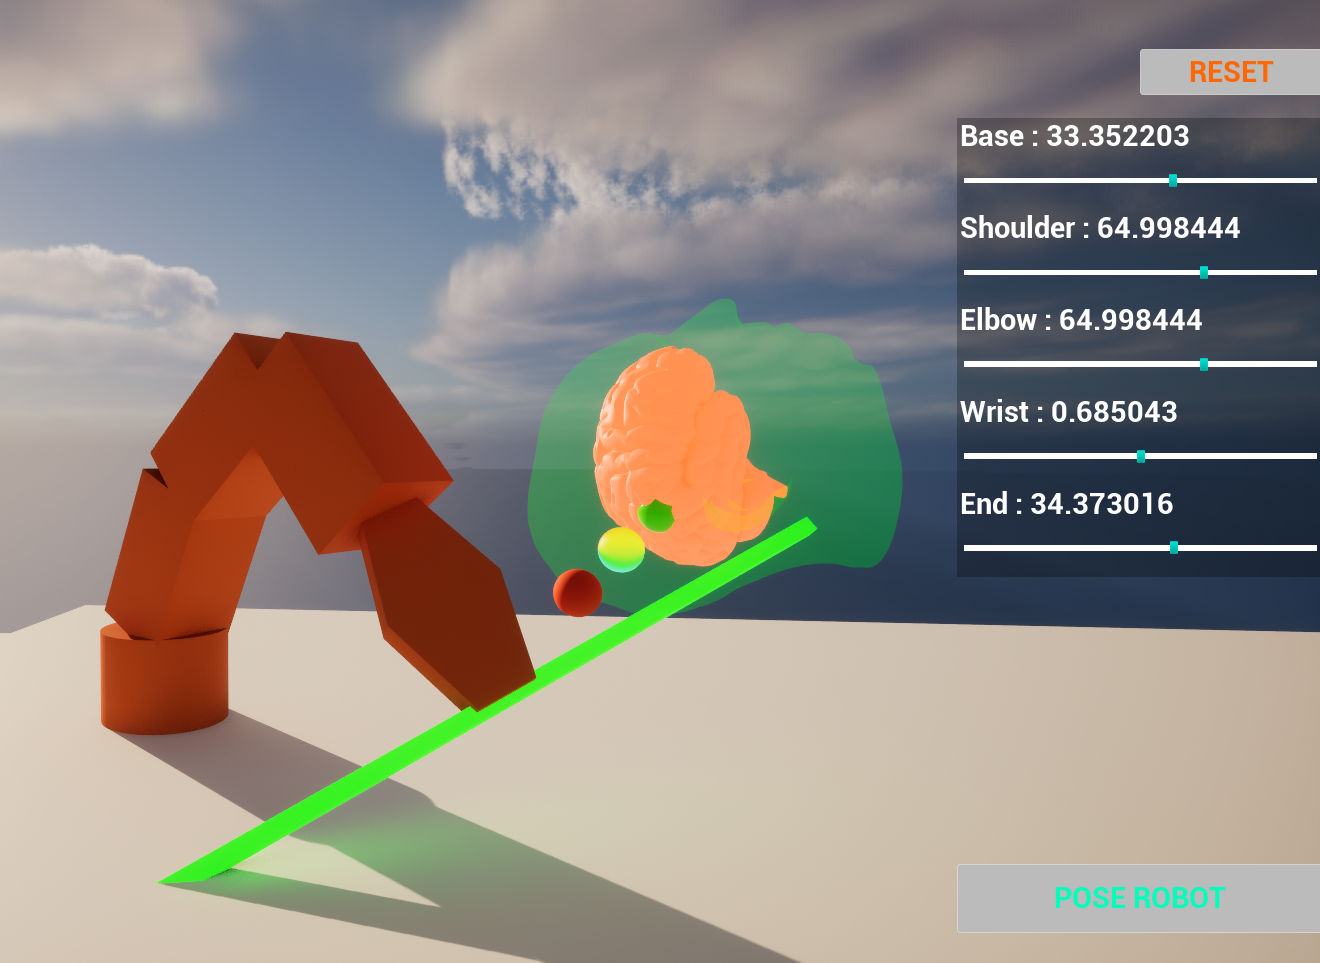 RESET
Base : 33.352203
Shoulder : 64.998444
Elbow : 64.998444
Wrist : 0.685043
End : 34.373016
POSE ROBOT